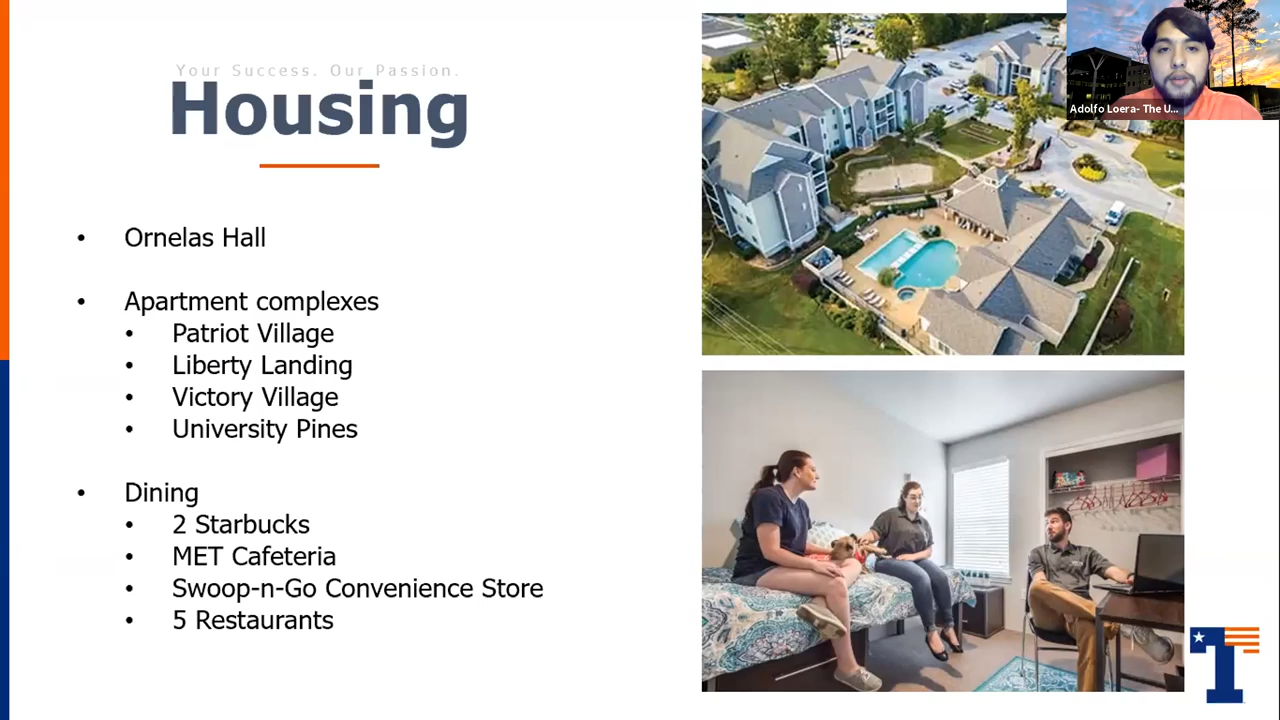 Your Success. Our Passion.
Housing
• Ornelas Hall
• Apartment complexes
• Patriot Village
• Liberty Landing
• Victory Village
• University Pines
• Dining
• 2 Starbucks
• MET Cafeteria
• Swoop-n-Go Convenience Store
• 5 Restaurants
Adolfo Loera- The U...